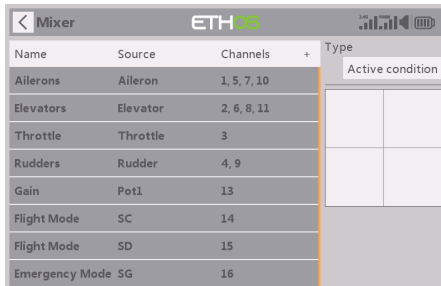 Mixer
ETHOS
2.4G
Name Source Channels +
Type
Active condition
Ailerons Aileron 1, 5, 7, 10
Elevators Elevator 2, 6, 8, 11
Throttle Throttle 3
Rudders Rudder 4, 9
Gain Pot1 13
Flight Mode SC 14
Flight Mode SD 15
Emergency Mode SG 16